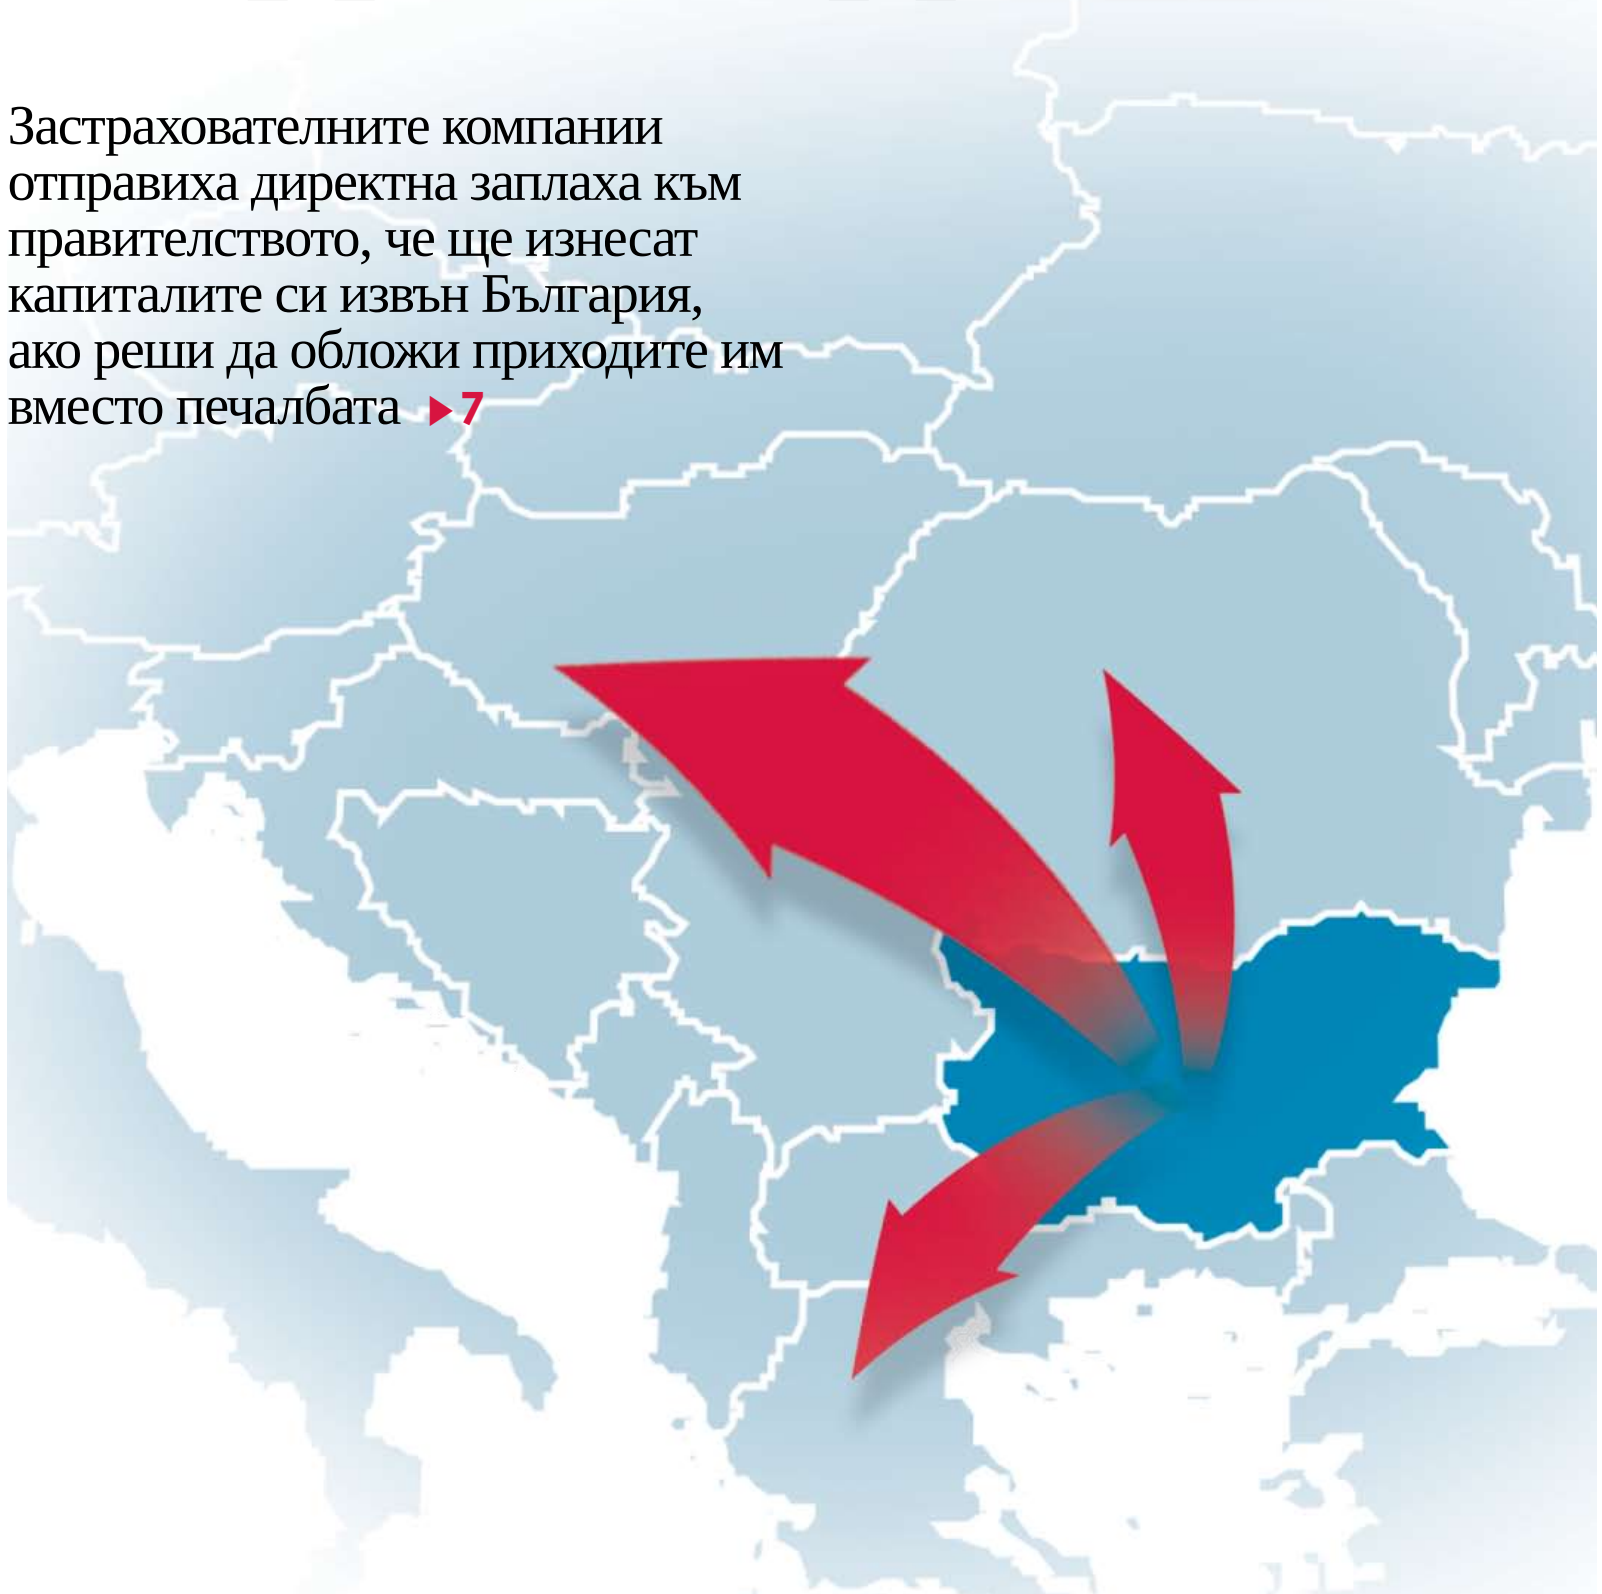 Застрахователните компании
отправиха директна заплаха към
правителството, че ще изнесат
капиталите си извън България,
ако реши да обложи приходите им
вместо печалбата ▶7